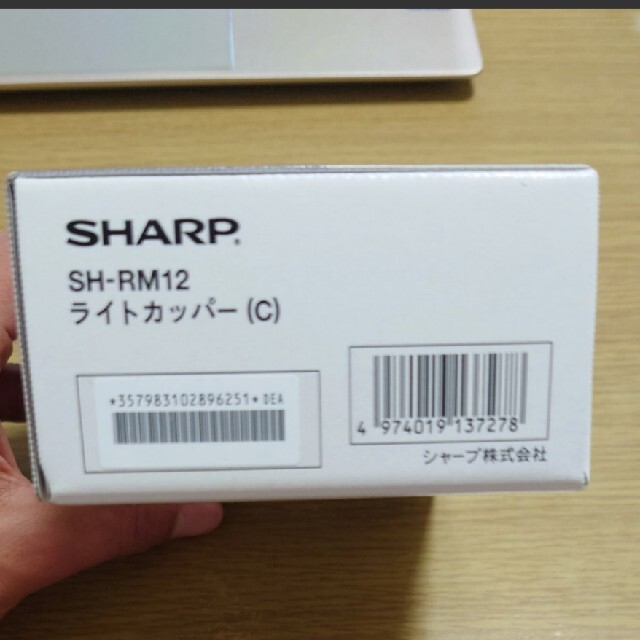 SHARP
SH-RM12
ライトカッパー (C)
*357983102896251* DEA
4 974019 137278
シャープ株式会社